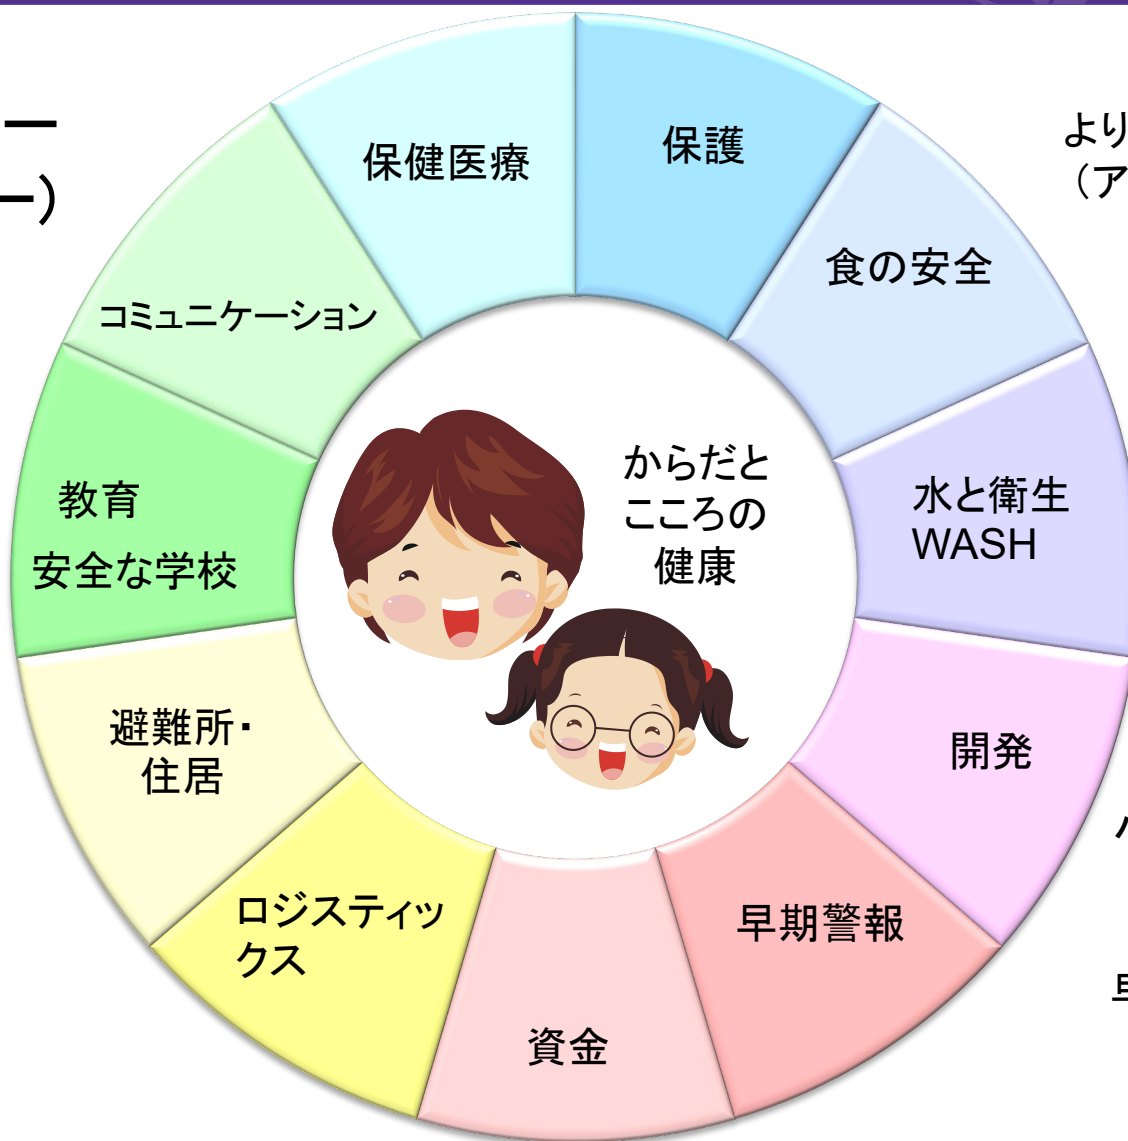 ー
ー)
より
（ア
保健医療
保護
食の安全
コミュニケーション
からだと
こころの
健康
水と衛生
WASH
教育
安全な学校
避難所・
住居
開発
ロジスティッ
クス
早期警報
資金